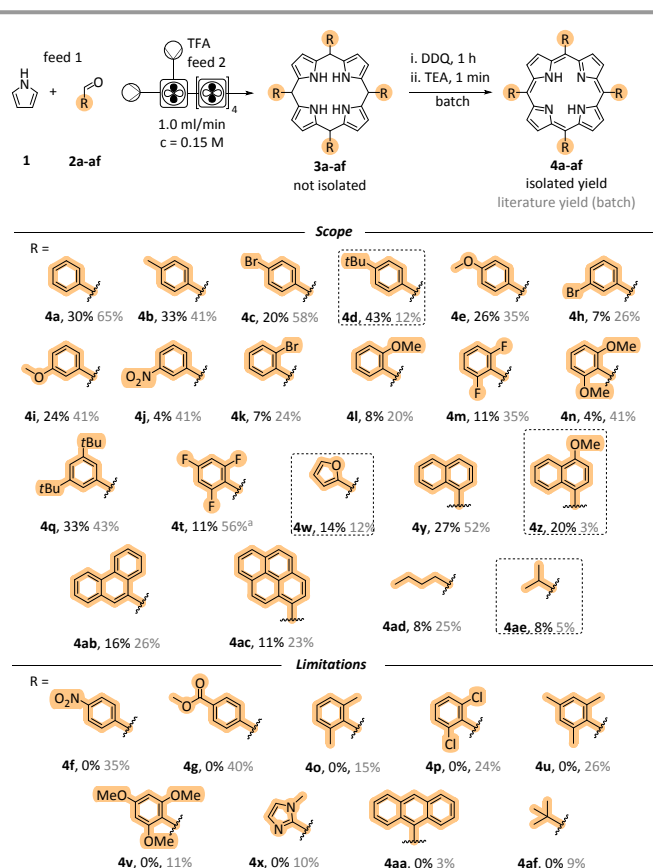 feed 1
TFA
feed 2
H
N
+
O
R
4
1.0 ml/min
c = 0.15 M
1
2a-af
R
NH HN
R
R
NH HN
R
3a-af
not isolated
i. DDQ, 1 h
ii. TEA, 1 min
batch
R
NH N
R
R
N HN
R
4a-af
isolated yield
literature yield (batch)
Scope
R =
Br
tBu
O
Br
4a, 30% 65%
4b, 33% 41%
4c, 20% 58%
4d, 43% 12%
4e, 26% 35%
4h, 7% 26%
O
O2N
Br
OMe
F
F
OMe
OMe
4i, 24% 41%
4j, 4% 41%
4k, 7% 24%
4l, 8% 20%
4m, 11% 35%
4n, 4%, 41%
tBu
tBu
F
F
F
O
OMe
4q, 33% 43%
4t, 11% 56%a
4w, 14% 12%
4y, 27% 52%
4z, 20% 3%
4ab, 16% 26%
4ac, 11% 23%
4ad, 8% 25%
4ae, 8% 5%
Limitations
R =
O2N
O
O
Cl
Cl
4f, 0% 35%
4g, 0% 40%
4o, 0%, 15%
4p, 0%, 24%
4u, 0%, 26%
MeO
OMe
OMe
N
N
4v, 0%, 11%
4x, 0% 10%
4aa, 0% 3%
4af, 0% 9%